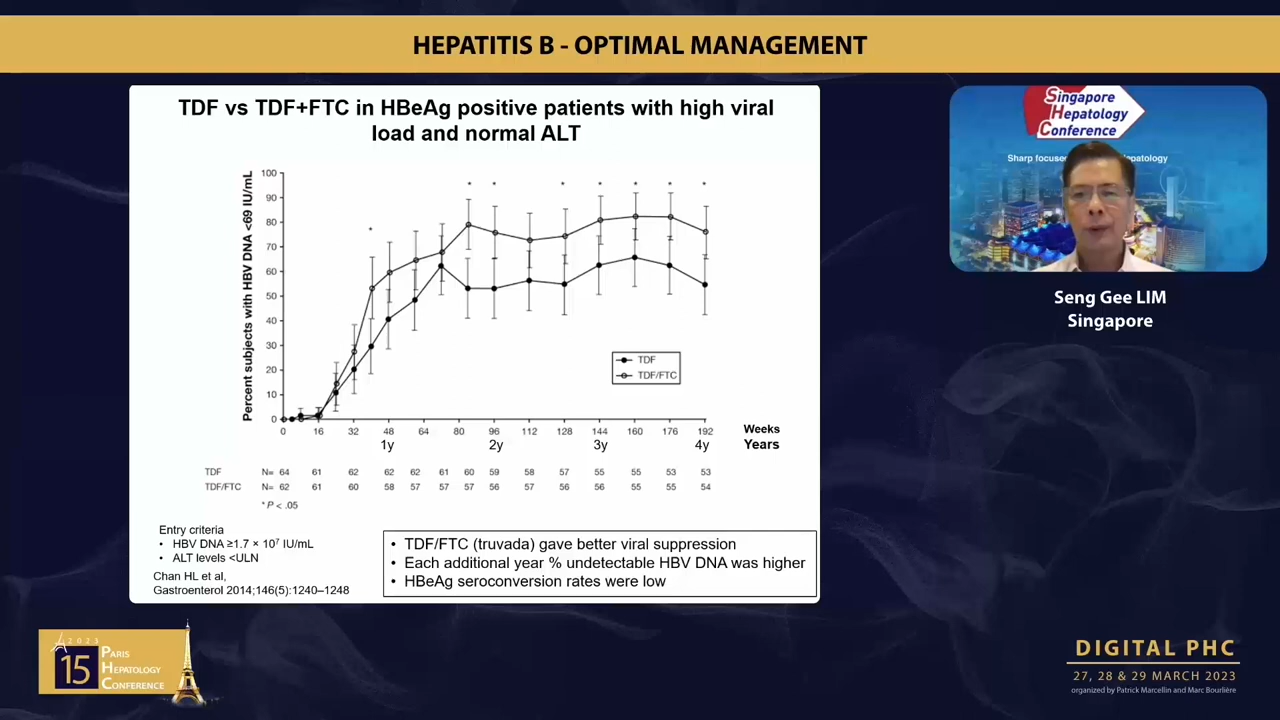 HEPATITIS B - OPTIMAL MANAGEMENT
TDF vs TDF+FTC in HBeAg positive patients with high viral
load and normal ALT
Percent subjects with HBV DNA <69 IU/mL
100
90
80
70
60
50
40
30
20
10
0
* * * * * * * *
TDF
TDF/FTC
0 16 32 48 64 80 96 112 128 144 160 176 192 Weeks
1y 2y 3y 4y Years
TDF N= 64 61 62 62 62 61 60 59 58 57 55 55 53 53
TDF/FTC N= 62 61 60 58 57 57 57 56 57 56 56 55 55 54
* P < .05
Entry criteria
• HBV DNA ≥1.7 × 10⁷ IU/mL
• ALT levels <ULN
Chan HL et al,
Gastroenterol 2014;146(5):1240–1248
• TDF/FTC (truvada) gave better viral suppression
• Each additional year % undetectable HBV DNA was higher
• HBeAg seroconversion rates were low
Singapore
Hepatology
Conference
Sharp focuse epatology
Seng Gee LIM
Singapore
2023
15
PARIS
HEPATOLOGY
CONFERENCE
DIGITAL PHC
27, 28 & 29 MARCH 2023
organized by Patrick Marcellin and Marc Bourlière